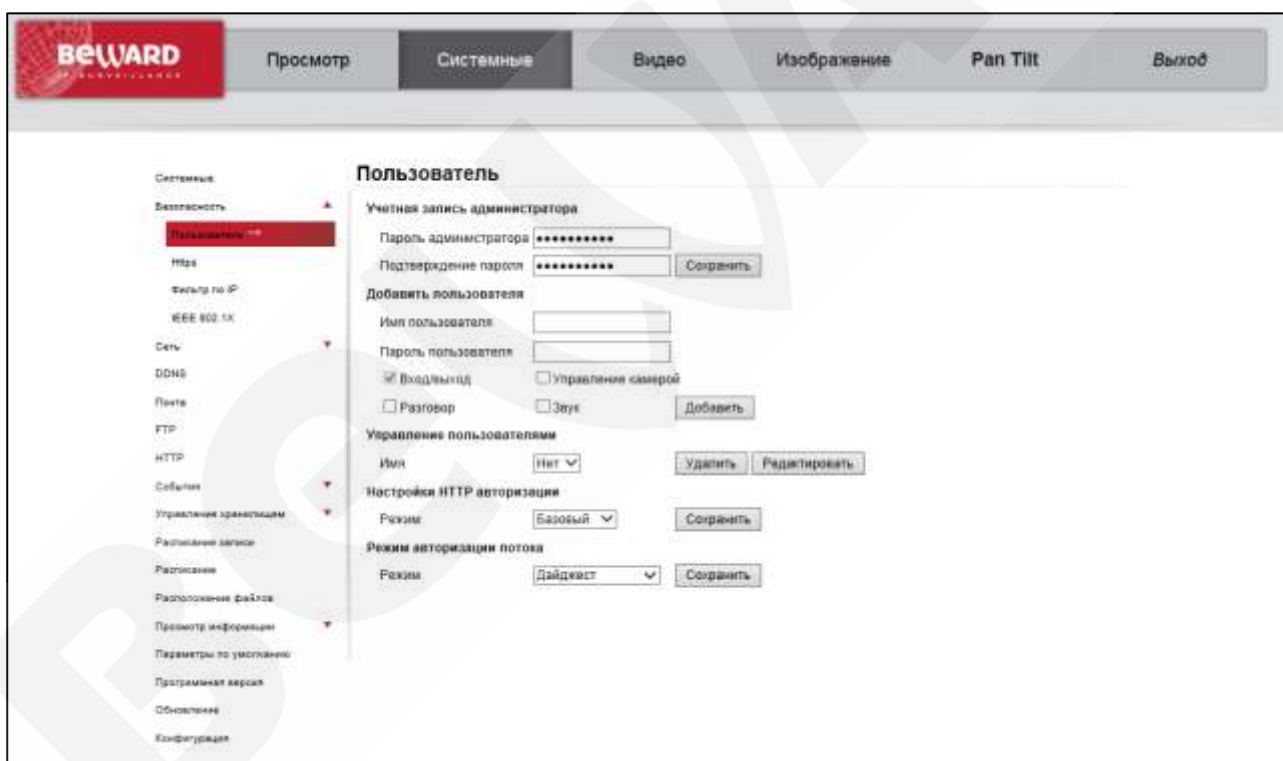 BEWARD
IP SURVEILLANCE
Просмотр
Системные
Видео
Изображение
Pan Tilt
Выход
Системные
Безопасность
Пользователь
Https
Фильтр по IP
IEEE 802.1X
Сеть
DDNS
Почта
FTP
HTTP
События
Управление хранилищем
Расписание записи
Расписание
Расположение файлов
Просмотр информации
Параметры по умолчанию
Программная версия
Обновление
Конфигурация
Пользователь
Учетная запись администратора
Пароль администратора ••••••••••
Подтверждение пароля •••••••••• Сохранить
Добавить пользователя
Имя пользователя
Пароль пользователя
Вход/выход Управление камерой
Разговор Звук Добавить
Управление пользователями
Имя Нет Удалить Редактировать
Настройки HTTP авторизации
Режим Базовый Сохранить
Режим авторизации потока
Режим Дайджест Сохранить